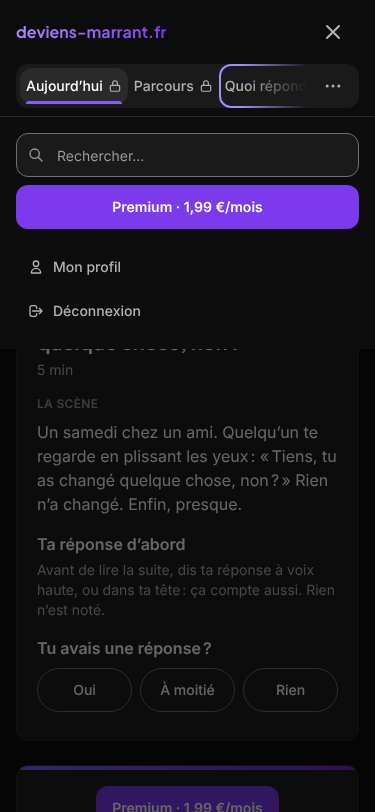 deviens-marrant.fr
Aujourd’hui
Parcours
Quoi répond
Rechercher…
Premium · 1,99 €/mois
Mon profil
Déconnexion
5 min
LA SCÈNE
Un samedi chez un ami. Quelqu’un te
regarde en plissant les yeux : « Tiens, tu
as changé quelque chose, non ? » Rien
n’a changé. Enfin, presque.
Ta réponse d’abord
Avant de lire la suite, dis ta réponse à voix
haute, ou dans ta tête : ça compte aussi. Rien
n’est noté.
Tu avais une réponse ?
Oui
À moitié
Rien
Premium · 1,99 €/mois